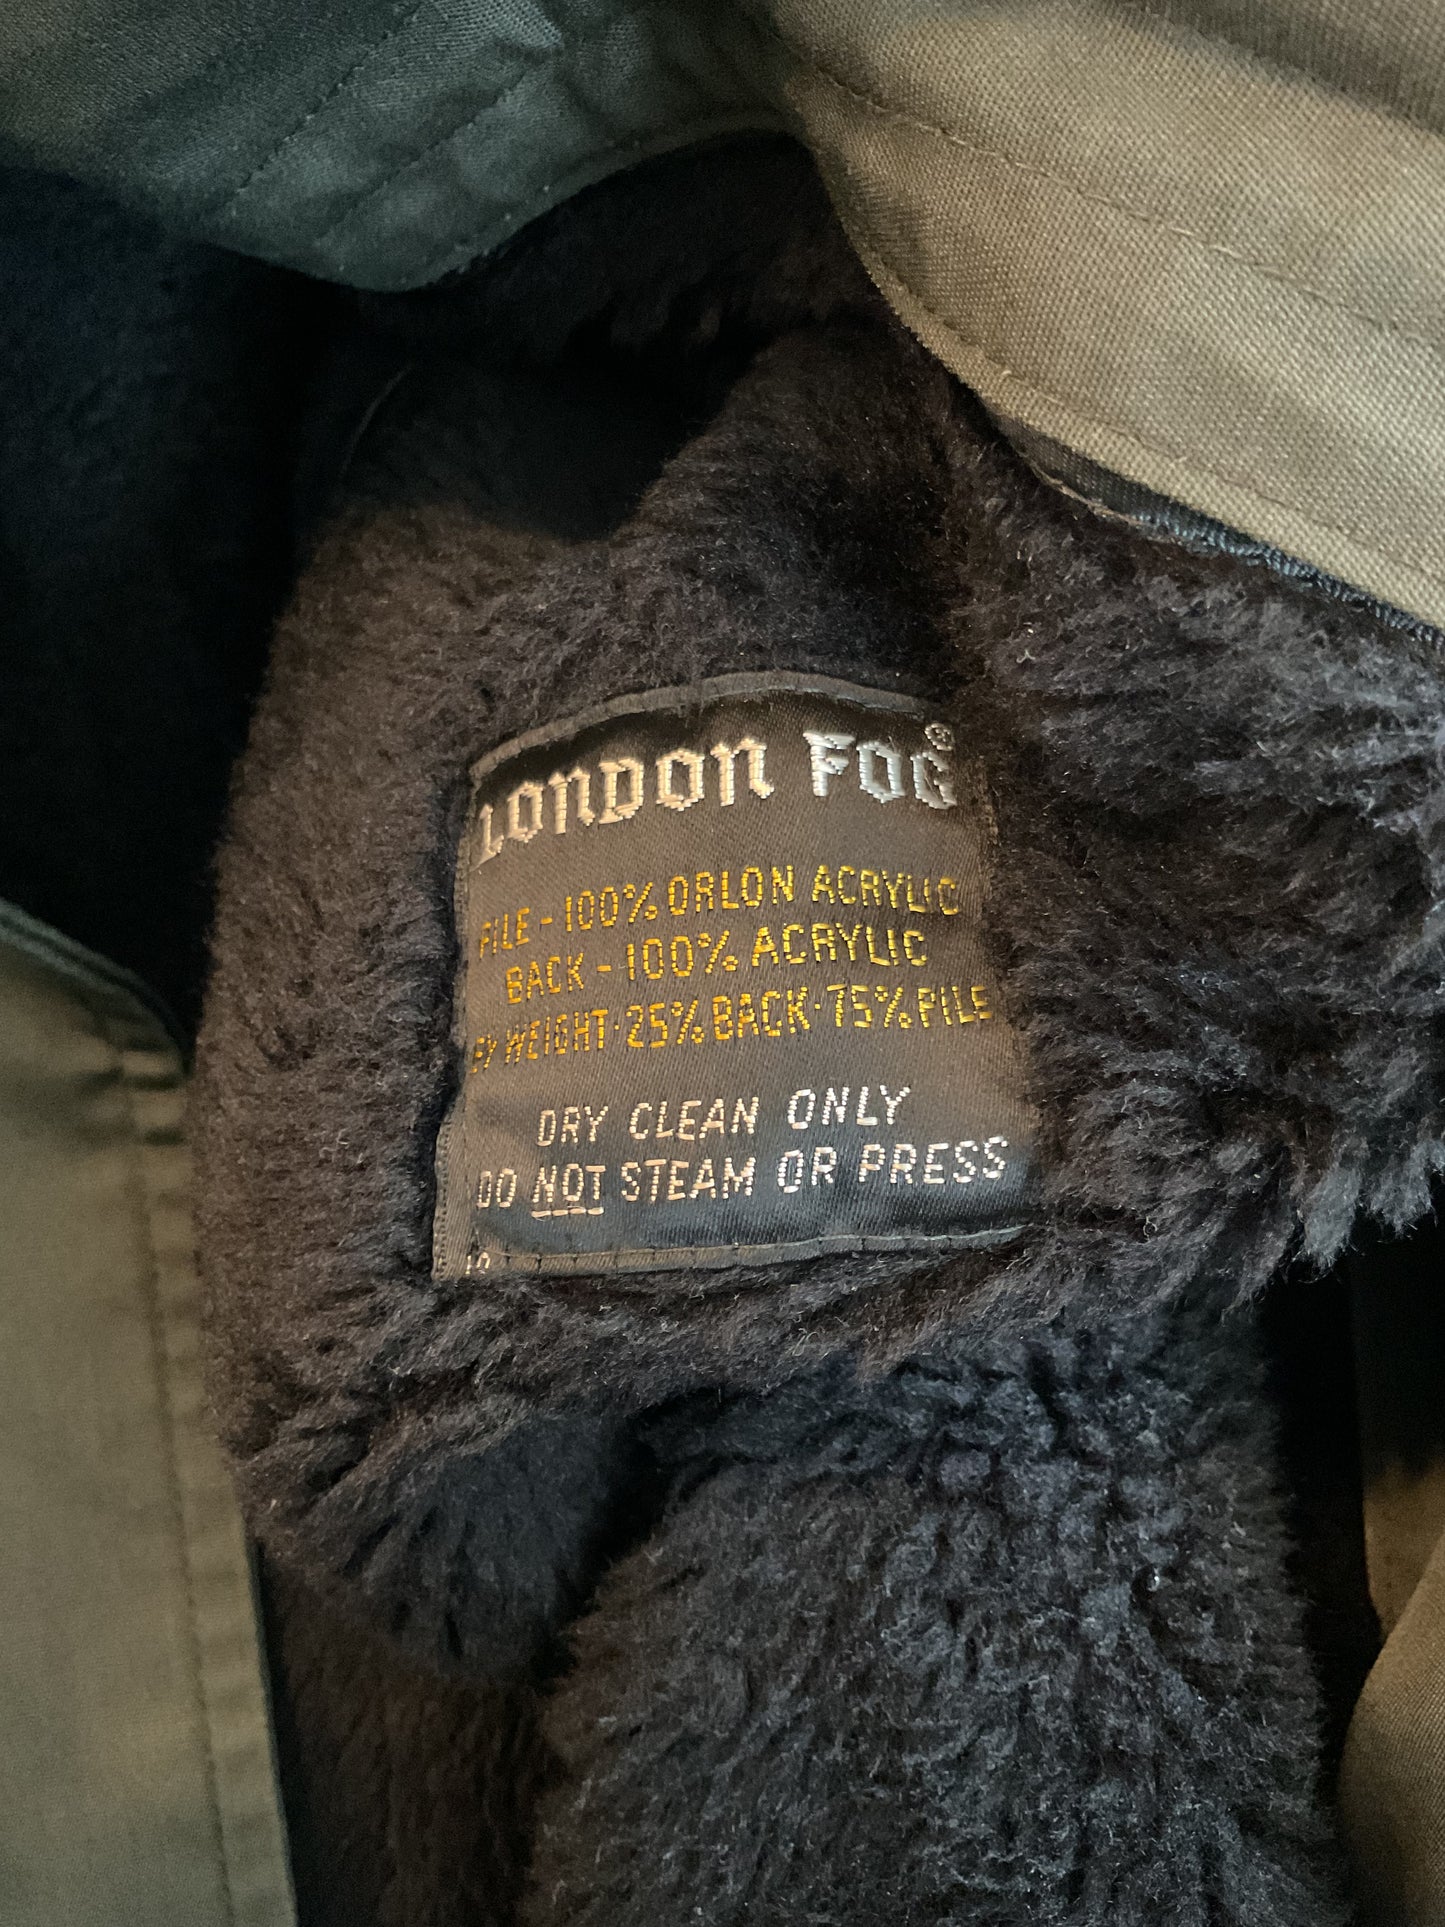 LONDON FOG®
PILE - 100% ORLON ACRYLIC
BACK - 100% ACRYLIC
WEIGHT · 25% BACK · 75% PILE
DRY CLEAN ONLY
DO NOT STEAM OR PRESS